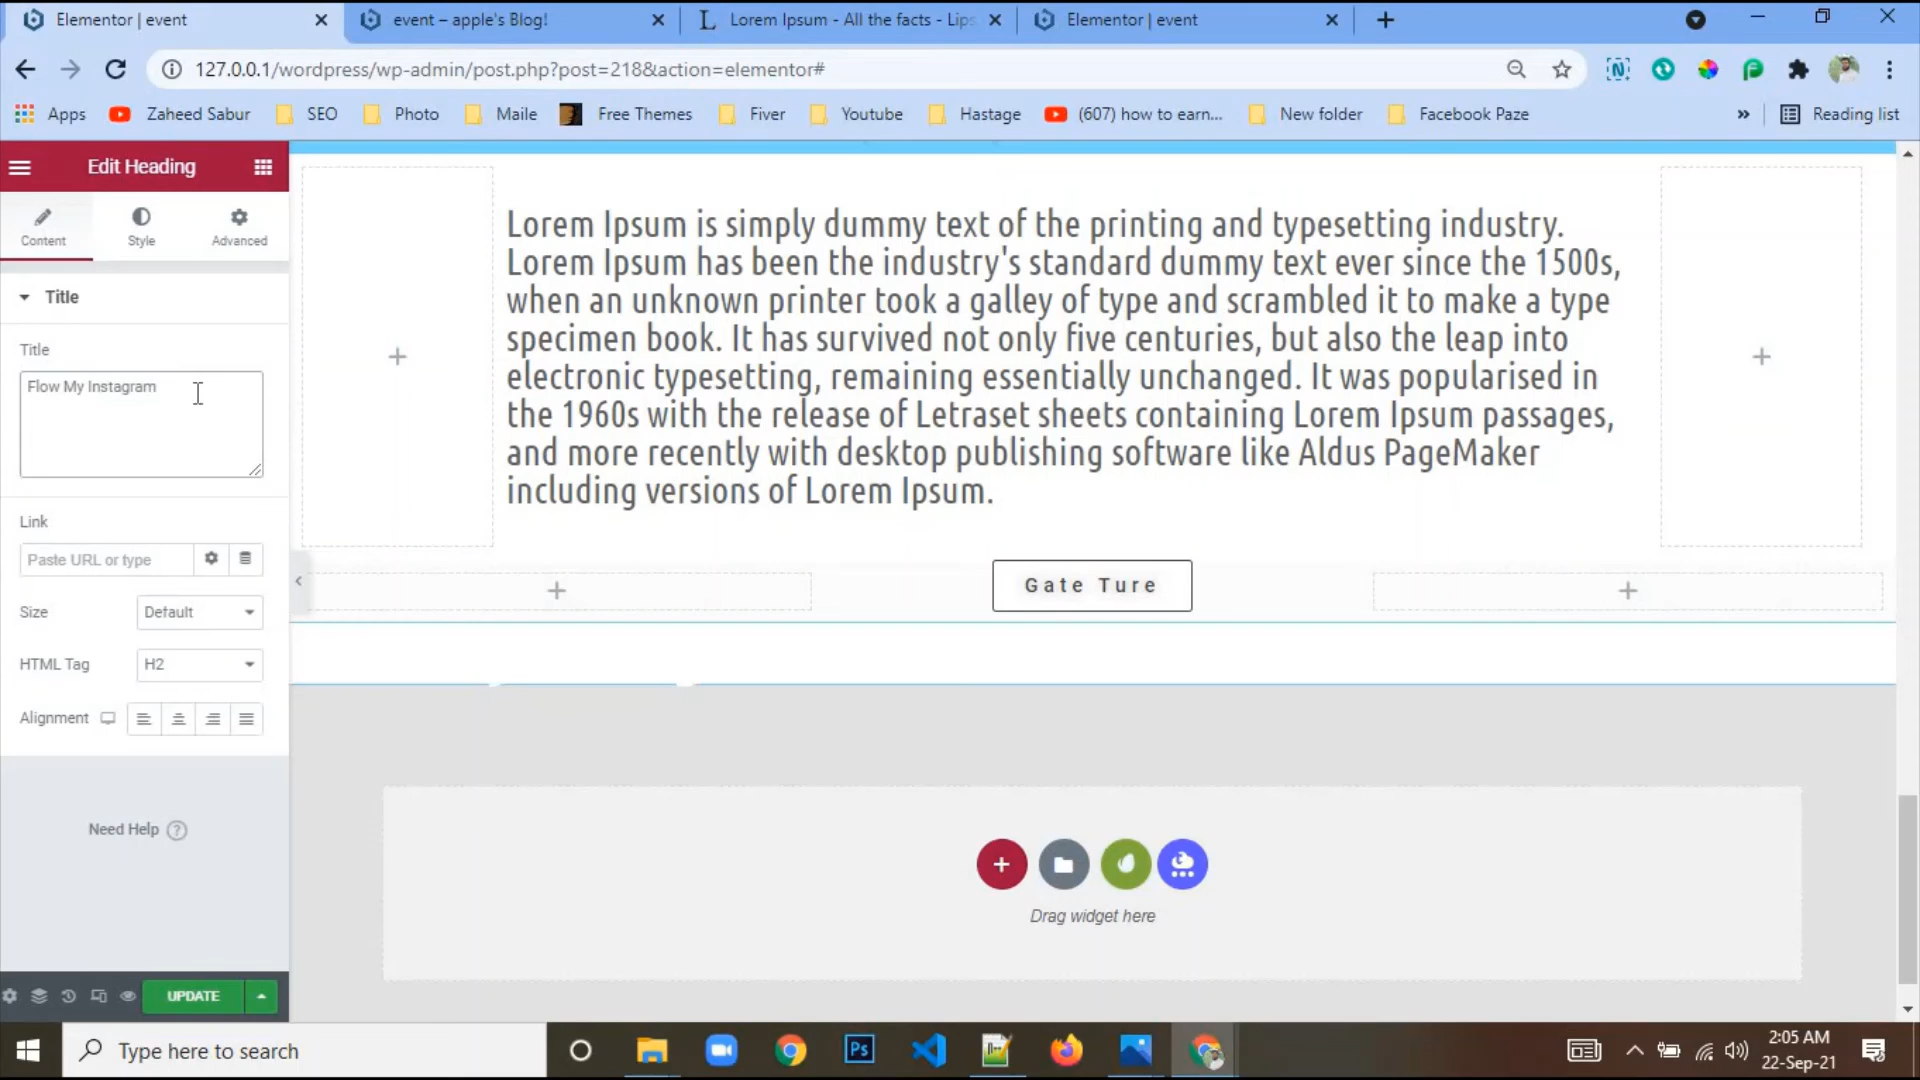 Elementor | event
event – apple's Blog!
Lorem Ipsum - All the facts - Lips
Elementor | event
127.0.0.1/wordpress/wp-admin/post.php?post=218&action=elementor#
Apps
Zaheed Sabur
SEO
Photo
Maile
Free Themes
Fiver
Youtube
Hastage
(607) how to earn...
New folder
Facebook Paze
»
Reading list
Edit Heading
Content
Style
Advanced
Title
Title
Flow My Instagram
Link
Paste URL or type
Size
Default
HTML Tag
H2
Alignment
Need Help ?
UPDATE
Lorem Ipsum is simply dummy text of the printing and typesetting industry.
Lorem Ipsum has been the industry's standard dummy text ever since the 1500s,
when an unknown printer took a galley of type and scrambled it to make a type
specimen book. It has survived not only five centuries, but also the leap into
electronic typesetting, remaining essentially unchanged. It was popularised in
the 1960s with the release of Letraset sheets containing Lorem Ipsum passages,
and more recently with desktop publishing software like Aldus PageMaker
including versions of Lorem Ipsum.
Gate Ture
Drag widget here
Type here to search
Ps
2:05 AM
22-Sep-21